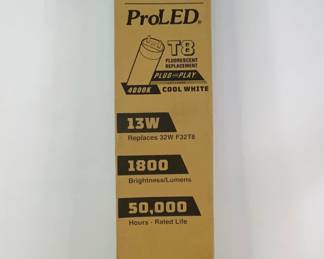 ProLED®
T8
FLUORESCENT
REPLACEMENT
PLUG AND PLAY
4000K COOL WHITE
13W
Replaces 32W F32T8
1800
Brightness/Lumens
50,000
Hours - Rated Life